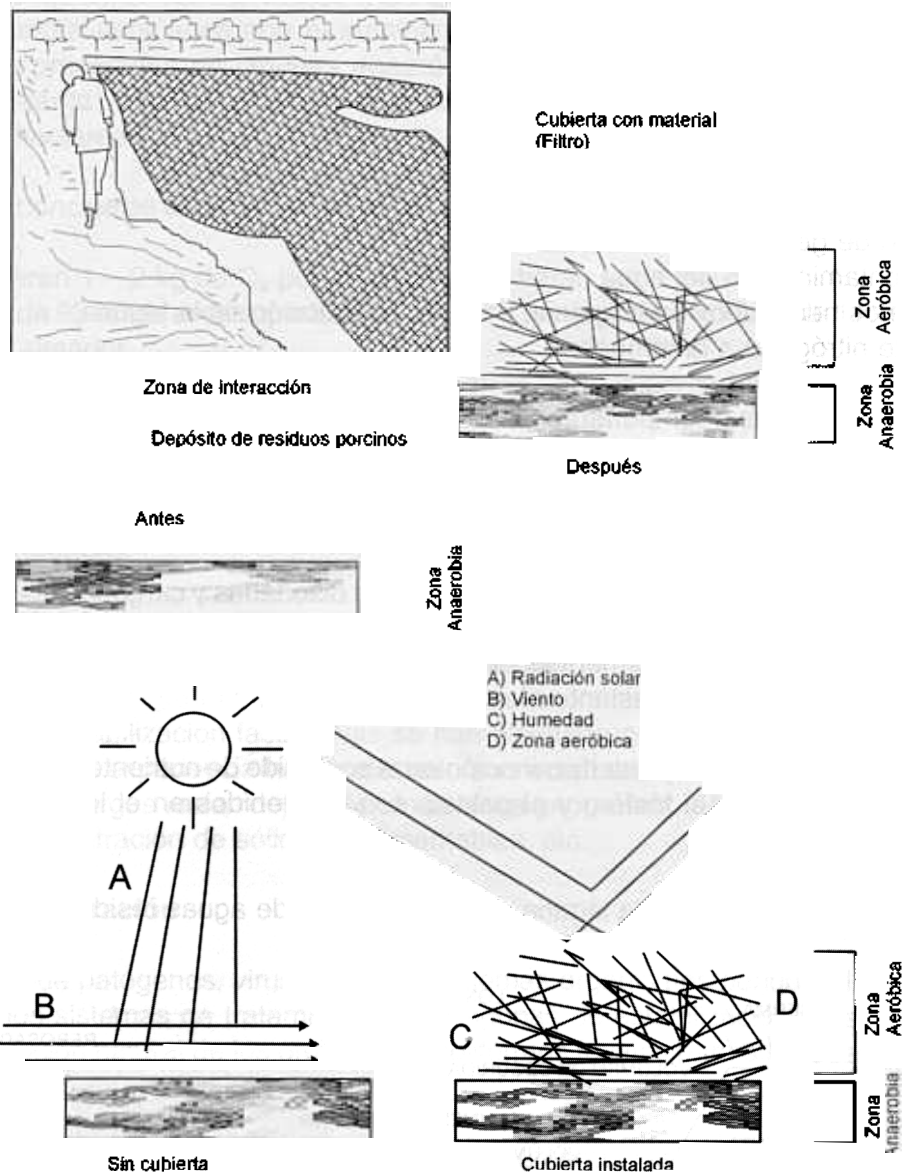 Cubierta con material
(Filtro)
Zona
Aeróbica
Zona
Anaerobia
Zona de interacción
Depósito de residuos porcinos
Después
Antes
Zona
Anaerobia
A) Radiación solar
B) Viento
C) Humedad
D) Zona aeróbica
A
B
C
D
Zona
Aeróbica
Zona
Anaerobia
Sin cubierta
Cubierta instalada